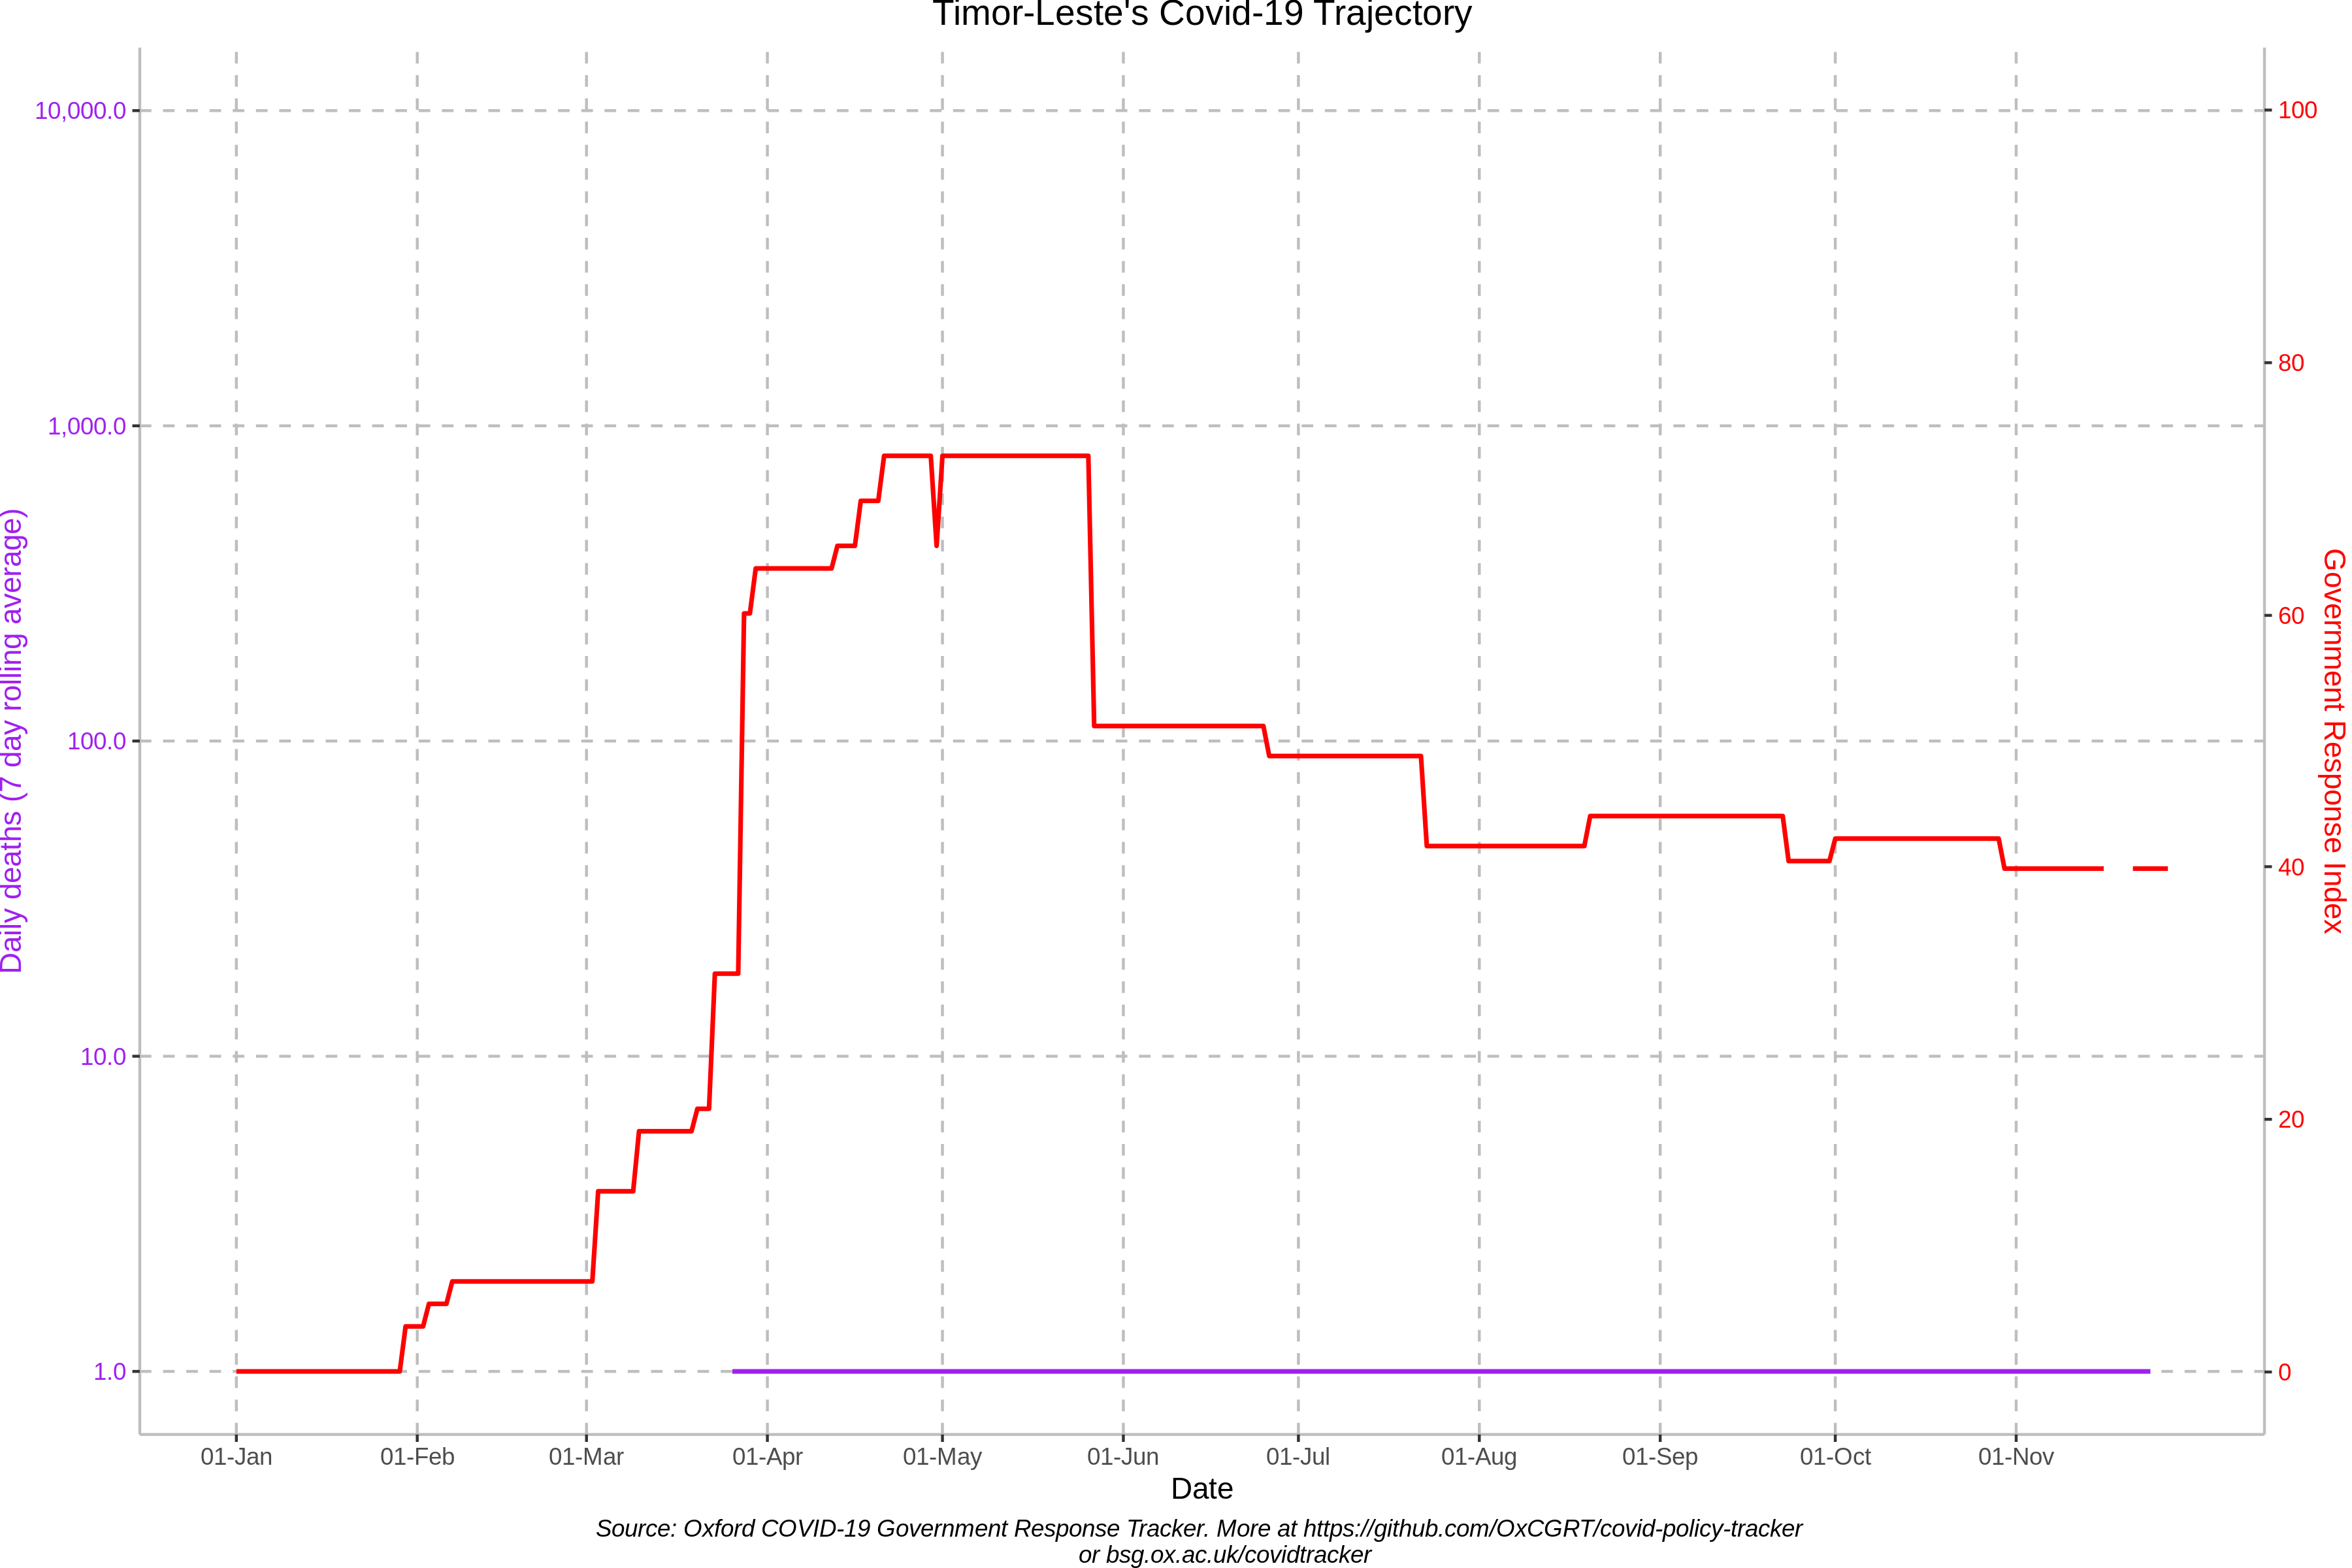 Timor-Leste's Covid-19 Trajectory
10,000.0
1,000.0
100.0
10.0
1.0
Daily deaths (7 day rolling average)
100
80
60
40
20
0
Government Response Index
01-Jan 01-Feb 01-Mar 01-Apr 01-May 01-Jun 01-Jul 01-Aug 01-Sep 01-Oct 01-Nov
Date
Source: Oxford COVID-19 Government Response Tracker. More at https://github.com/OxCGRT/covid-policy-tracker
or bsg.ox.ac.uk/covidtracker